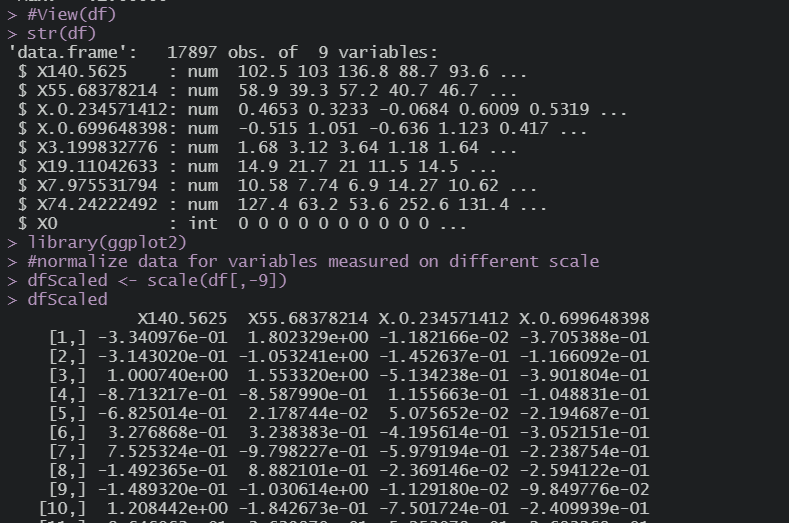 > #View(df)
> str(df)
'data.frame':   17897 obs. of  9 variables:
 $ X140.5625    : num  102.5 103 136.8 88.7 93.6 ...
 $ X55.68378214 : num  58.9 39.3 57.2 40.7 46.7 ...
 $ X.0.234571412: num  0.4653 0.3233 -0.0684 0.6009 0.5319 ...
 $ X.0.699648398: num  -0.515 1.051 -0.636 1.123 0.417 ...
 $ X3.199832776 : num  1.68 3.12 3.64 1.18 1.64 ...
 $ X19.11042633 : num  14.9 21.7 21 11.5 14.5 ...
 $ X7.975531794 : num  10.58 7.74 6.9 14.27 10.62 ...
 $ X74.24222492 : num  127.4 63.2 53.6 252.6 131.4 ...
 $ X0           : int  0 0 0 0 0 0 0 0 0 0 ...
> library(ggplot2)
> #normalize data for variables measured on different scale
> dfScaled <- scale(df[,-9])
> dfScaled
X140.5625  X55.68378214 X.0.234571412 X.0.699648398
[1,] -3.340976e-01  1.802329e+00 -1.182166e-02 -3.705388e-01
[2,] -3.143020e-01 -1.053241e+00 -1.452637e-01 -1.166092e-01
[3,]  1.000740e+00  1.553320e+00 -5.134238e-01 -3.901804e-01
[4,] -8.713217e-01 -8.587990e-01  1.155663e-01 -1.048831e-01
[5,] -6.825014e-01  2.178744e-02  5.075652e-02 -2.194687e-01
[6,]  3.276868e-01  3.238383e-01 -4.195614e-01 -3.052151e-01
[7,]  7.525324e-01 -9.798227e-01 -5.979194e-01 -2.238754e-01
[8,] -1.492365e-01  8.882101e-01 -2.369146e-02 -2.594122e-01
[9,] -1.489320e-01 -1.030614e+00 -1.129180e-02 -9.849776e-02
[10,]  1.208442e+00 -1.842673e-01 -7.501724e-01 -2.409939e-01